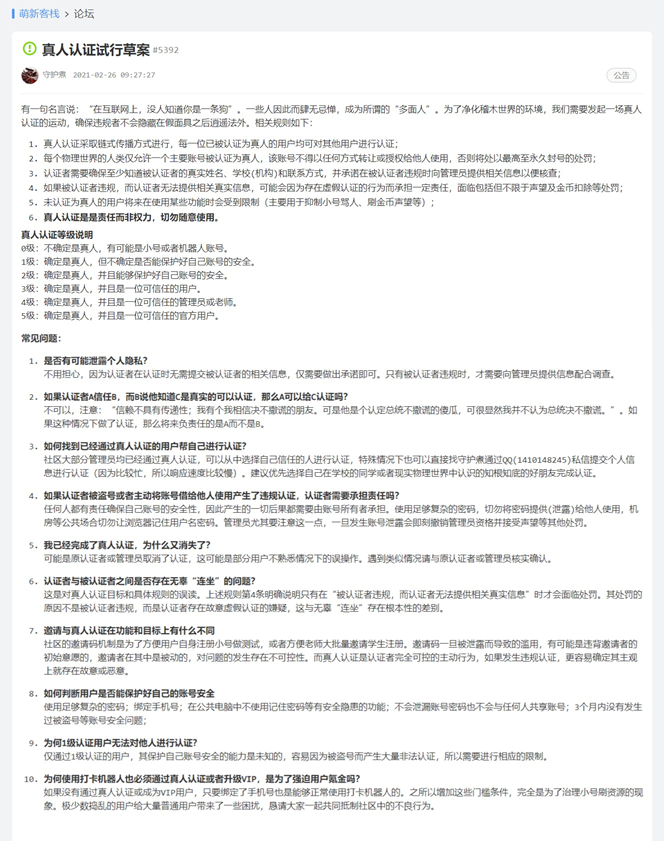 萌新客栈 > 论坛
真人认证试行草案 #5392
守护煮 2021-02-26 09:27:27
公告
有一句名言说：“在互联网上，没人知道你是一条狗”。一些人因此而肆无忌惮，成为所谓的“多面人”。为了净化稽木世界的环境，我们需要发起一场真人
认证的运动，确保违规者不会隐藏在假面具之后逍遥法外。相关规则如下：
1. 真人认证采取链式传播方式进行，每一位已被认证为真人的用户均可对其他用户进行认证；
2. 每个物理世界的人类仅允许一个主要账号被认证为真人，该账号不得以任何方式转让或授权给他人使用，否则将处以最高至永久封号的处罚；
3. 认证者需要确保至少知道被认证者的真实姓名、学校(机构)和联系方式，并承诺在被认证者违规时向管理员提供相关信息以便核查；
4. 如果被认证者违规，而认证者无法提供相关真实信息，可能会因为存在虚假认证的行为而承担一定责任，面临包括但不限于声望及金币扣除等处罚；
5. 未认证为真人的用户将来在使用某些功能时会受到限制（主要用于抑制小号骂人、刷金币声望等）；
6. 真人认证是是责任而非权力，切勿随意使用。
真人认证等级说明
0级：不确定是真人，有可能是小号或者机器人账号。
1级：确定是真人，但不确定是否能保护好自己账号的安全。
2级：确定是真人，并且能够保护好自己账号的安全。
3级：确定是真人，并且是一位可信任的用户。
4级：确定是真人，并且是一位可信任的管理员或老师。
5级：确定是真人，并且是一位可信任的官方用户。
常见问题：
1. 是否有可能泄露个人隐私？
不用担心，因为认证者在认证时无需提交被认证者的相关信息，仅需要做出承诺即可。只有被认证者违规时，才需要向管理员提供信息配合调查。
2. 如果认证者A信任B，而B说他知道C是真实的可以认证，那么A可以给C认证吗？
不可以，注意：“信赖不具有传递性；我有个我相信决不撒谎的朋友。可是他是个认定总统不撒谎的傻瓜，可很显然我并不认为总统决不撒谎。”。如
果这种情况下做了认证，那么将来负责任的是A而不是B。
3. 如何找到已经通过真人认证的用户帮自己进行认证？
社区大部分管理员均已经通过真人认证，可以从中选择自己信任的人进行认证，特殊情况下也可以直接找守护煮通过QQ(1410148245)私信提交个人信
息进行认证（因为比较忙，所以响应速度比较慢）。建议优先选择自己在学校的同学或者现实物理世界中认识的知根知底的好朋友完成认证。
4. 如果认证者被盗号或者主动将账号借给他人使用产生了违规认证，认证者需要承担责任吗？
任何人都有责任确保自己账号的安全性，因此产生的一切后果都需要由账号所有者承担。使用足够复杂的密码，切勿将密码提供(泄露)给他人使用，机
房等公共场合切勿让浏览器记住用户名密码。管理员尤其要注意这一点，一旦发生账号泄露会即刻撤销管理员资格并接受声望等其他处罚。
5. 我已经完成了真人认证，为什么又消失了？
可能是原认证者或管理员取消了认证，这可能是部分用户不熟悉情况下的误操作。遇到类似情况请与原认证者或管理员核实确认。
6. 认证者与被认证者之间是否存在无辜“连坐”的问题？
这是对真人认证目标和具体规则的误读。上述规则第4条明确说明只有在“被认证者违规，而认证者无法提供相关真实信息”时才会面临处罚。其处罚的
原因不是被认证者违规，而是认证者存在故意虚假认证的嫌疑，这与无辜“连坐”存在根本性的差别。
7. 邀请与真人认证在功能和目标上有什么不同
社区的邀请码机制是为了方便用户自身注册小号做测试，或者方便老师大批量邀请学生注册。邀请码一旦被泄露而导致的滥用，有可能是违背邀请者的
初始意愿的，邀请者在其中是被动的，对问题的发生存在不可控性。而真人认证是认证者完全可控的主动行为，如果发生违规认证，更容易确定其主观
上就存在故意或恶意。
8. 如何判断用户是否能保护好自己的账号安全
使用足够复杂的密码；绑定手机号；在公共电脑中不使用记住密码等有安全隐患的功能；不会泄漏账号密码也不会与任何人共享账号；3个月内没有发生
过被盗号等账号安全问题；
9. 为何1级认证用户无法对他人进行认证？
仅通过1级认证的用户，其保护自己账号安全的能力是未知的，容易因为被盗号而产生大量非法认证，所以需要进行相应的限制。
10. 为何使用打卡机器人也必须通过真人认证或者升级VIP，是为了强迫用户氪金吗？
如果没有通过真人认证或成为VIP用户，只要绑定了手机号也是能够正常使用打卡机器人的。之所以增加这些门槛条件，完全是为了治理小号刷资源的现
象。极少数捣乱的用户给大量普通用户带来了一些困扰，恳请大家一起共同抵制社区中的不良行为。